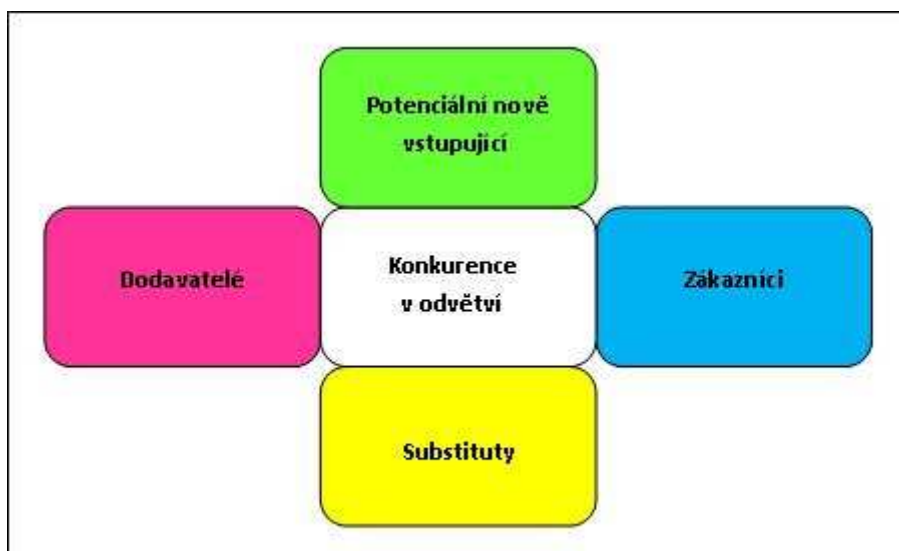 Potenciální nově
vstupující
Dodavatelé
Konkurence
v odvětví
Zákazníci
Substituty